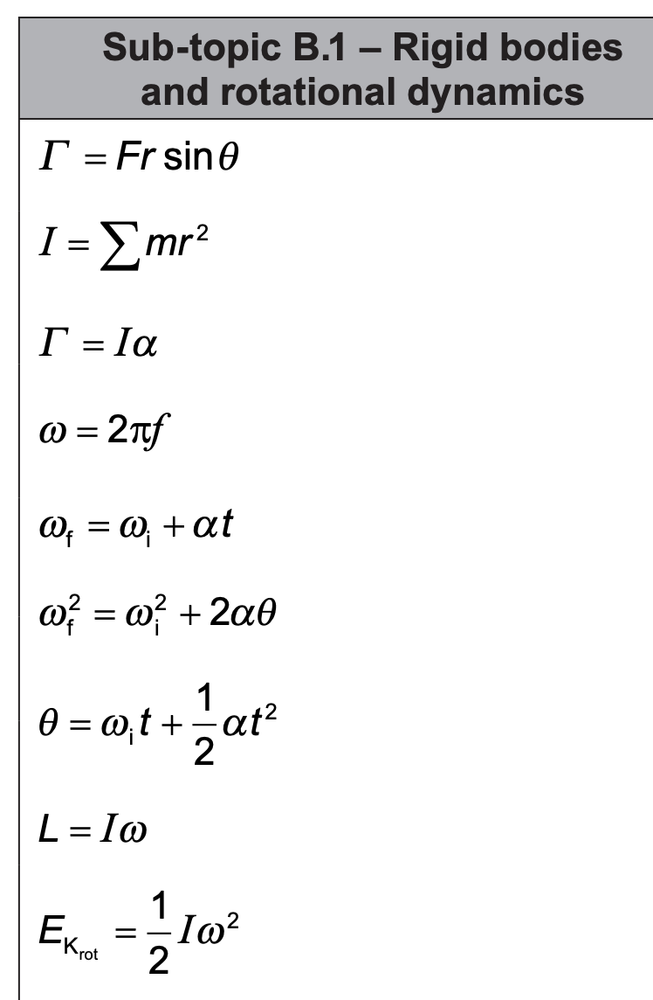 Sub-topic B.1 – Rigid bodies
and rotational dynamics
Γ = Fr sinθ
I = ∑mr²
Γ = Iα
ω = 2πf
ω_f = ω_i + αt
ω_f² = ω_i² + 2αθ
θ = ω_i t + 1/2 αt²
L = Iω
E_K_rot = 1/2 Iω²